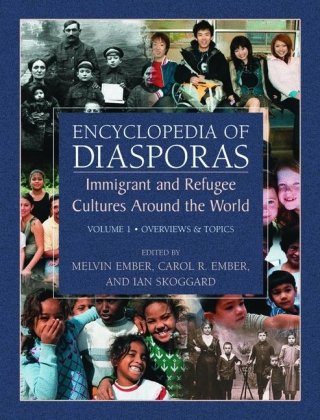 ENCYCLOPEDIA OF
DIASPORAS
Immigrant and Refugee
Cultures Around the World
VOLUME 1 • OVERVIEWS & TOPICS
EDITED BY
MELVIN EMBER, CAROL R. EMBER,
AND IAN SKOGGARD